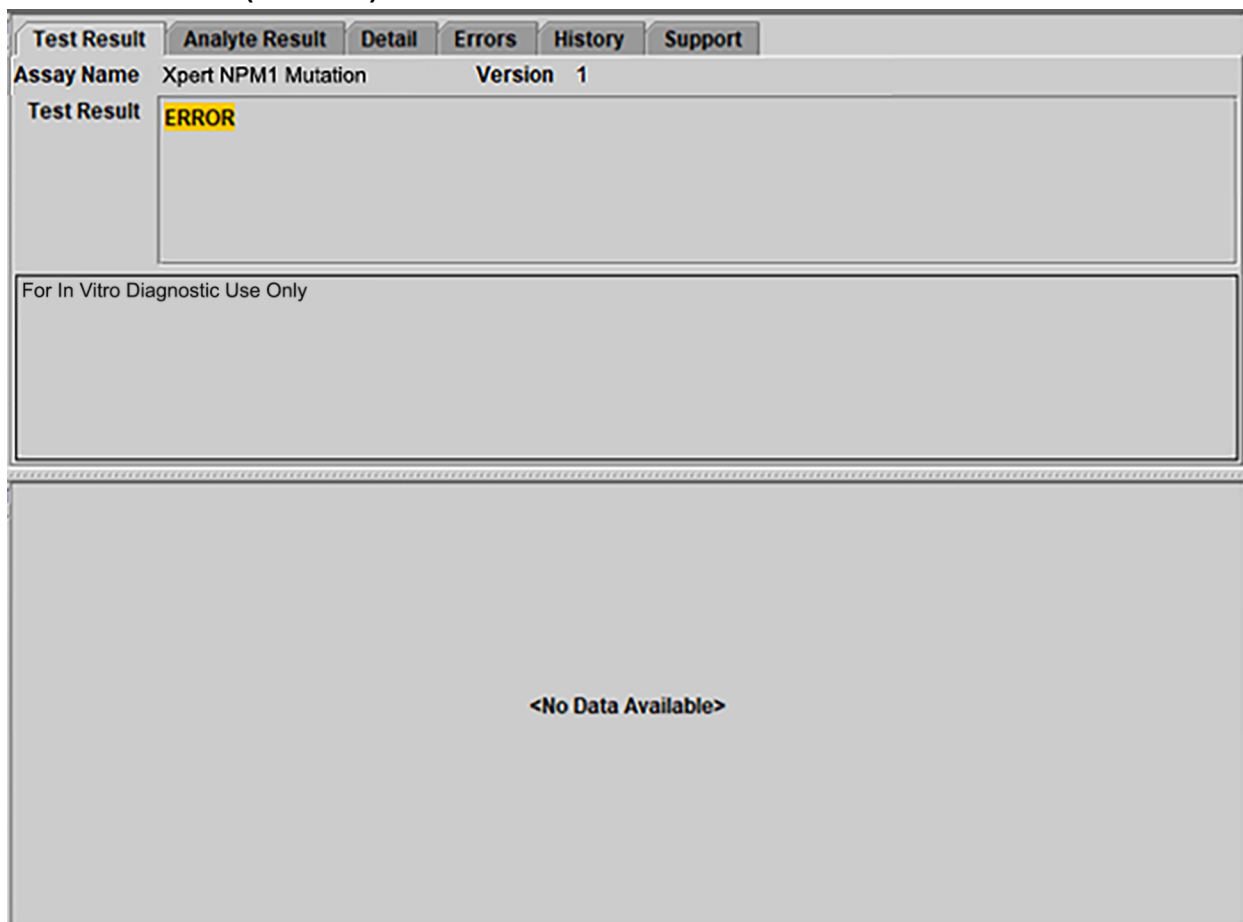 Test Result Analyte Result Detail Errors History Support
Assay Name Xpert NPM1 Mutation Version 1
Test Result ERROR
For In Vitro Diagnostic Use Only
<No Data Available>